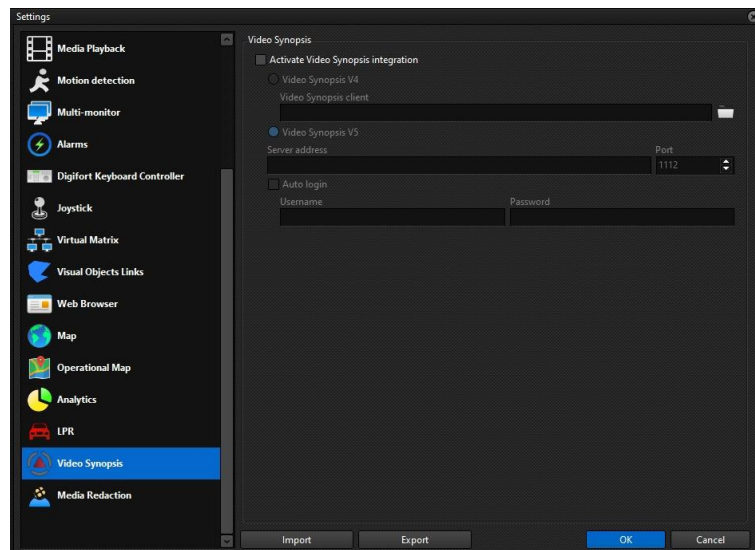 Settings
Media Playback
Motion detection
Multi-monitor
Alarms
Digifort Keyboard Controller
Joystick
Virtual Matrix
Visual Objects Links
Web Browser
Map
Operational Map
Analytics
LPR
Video Synopsis
Media Redaction
Video Synopsis
Activate Video Synopsis integration
Video Synopsis V4
Video Synopsis client
Video Synopsis V5
Server address Port
1112
Auto login
Username Password
Import Export OK Cancel